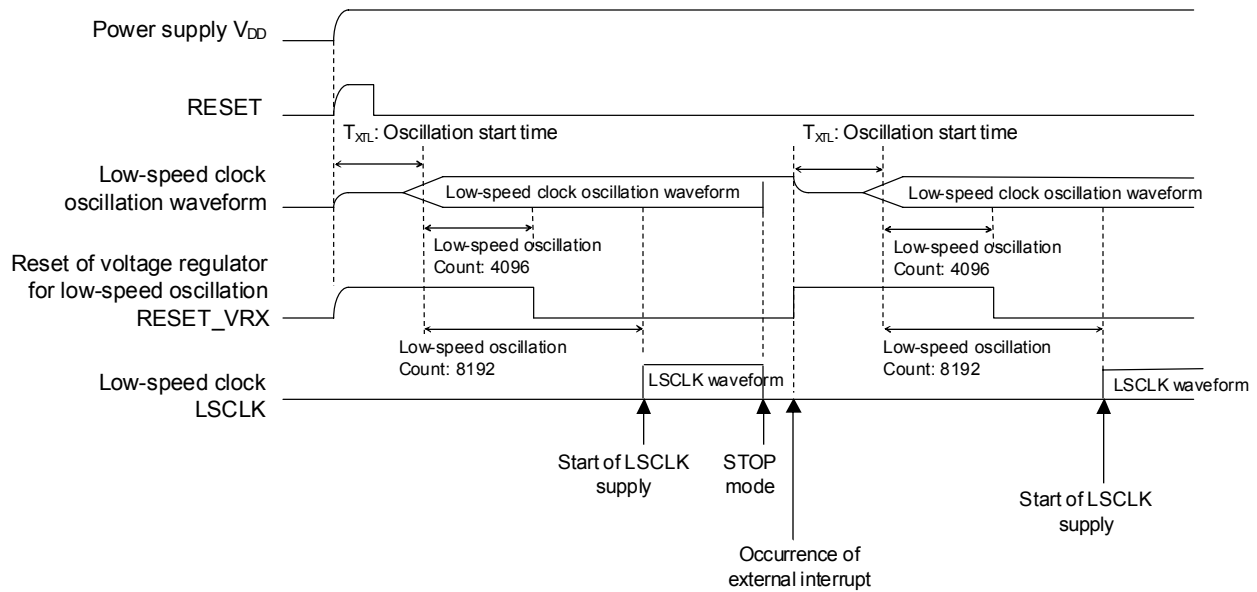 Power supply VDD
RESET
TXTL: Oscillation start time
TXTL: Oscillation start time
Low-speed clock
oscillation waveform
Low-speed clock oscillation waveform
Low-speed clock oscillation waveform
Low-speed oscillation
Count: 4096
Low-speed oscillation
Count: 4096
Reset of voltage regulator
for low-speed oscillation
RESET_VRX
Low-speed oscillation
Count: 8192
Low-speed oscillation
Count: 8192
Low-speed clock
LSCLK
LSCLK waveform
LSCLK waveform
Start of LSCLK
supply
STOP
mode
Start of LSCLK
supply
Occurrence of
external interrupt